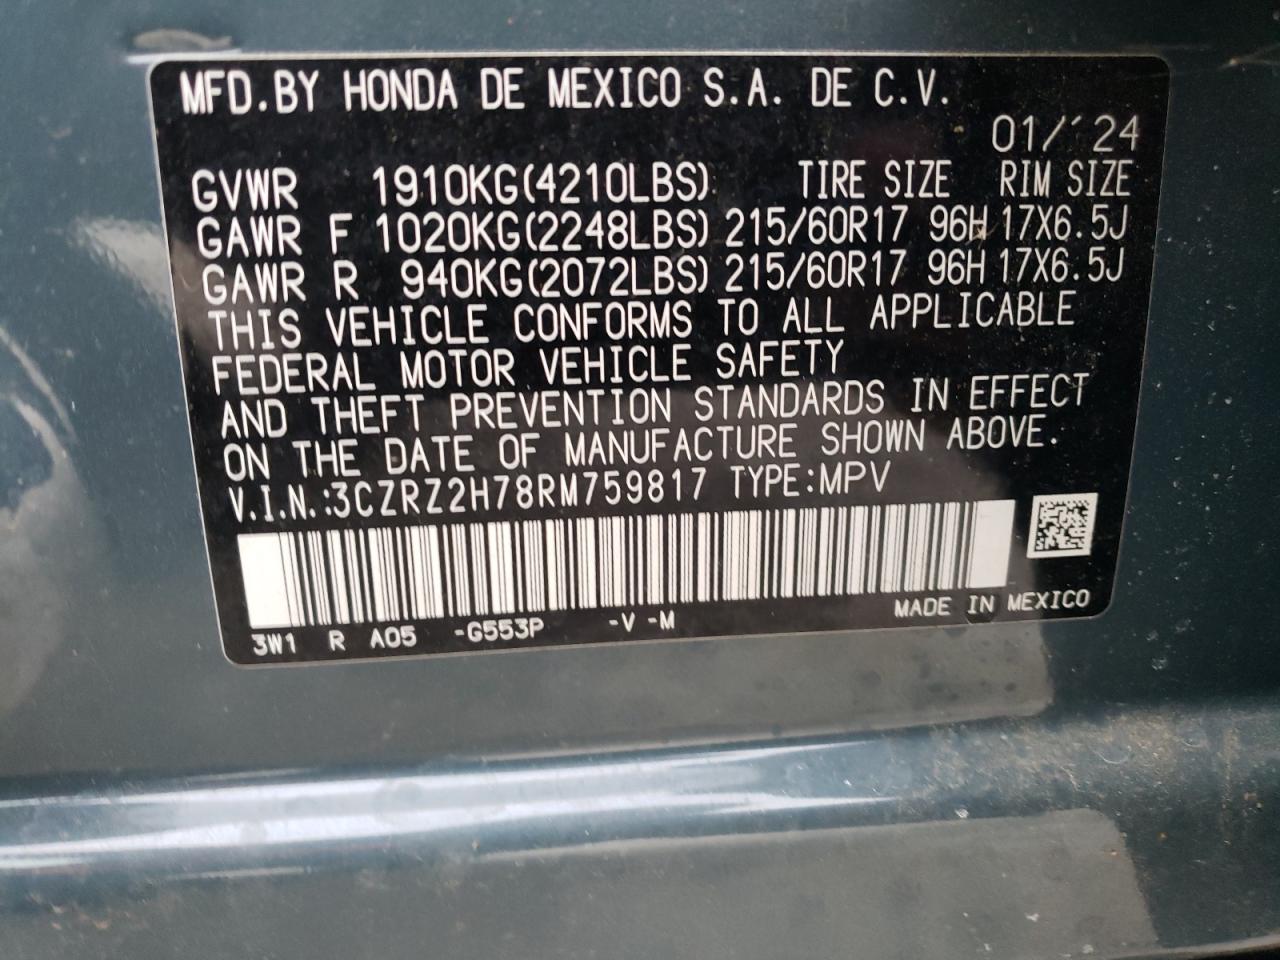 MFD.BY HONDA DE MEXICO S.A. DE C.V.
01/'24
GVWR 1910KG(4210LBS) TIRE SIZE RIM SIZE
GAWR F 1020KG(2248LBS) 215/60R17 96H 17X6.5J
GAWR R 940KG(2072LBS) 215/60R17 96H 17X6.5J
THIS VEHICLE CONFORMS TO ALL APPLICABLE
FEDERAL MOTOR VEHICLE SAFETY
AND THEFT PREVENTION STANDARDS IN EFFECT
ON THE DATE OF MANUFACTURE SHOWN ABOVE.
V.I.N.:3CZRZ2H78RM759817 TYPE:MPV
3W1 R A05 -G553P -V -M MADE IN MEXICO